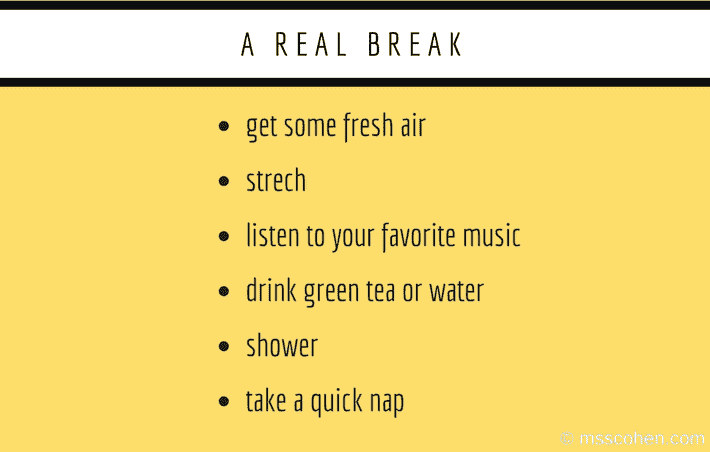 A REAL BREAK
• get some fresh air
• strech
• listen to your favorite music
• drink green tea or water
• shower
• take a quick nap
© msscohen.com